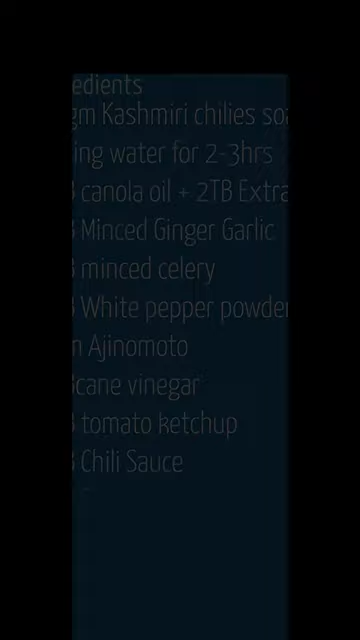 edients
gm Kashmiri chilies soa
ing water for 2-3hrs
canola oil + 2TB Extra
Minced Ginger Garlic
minced celery
White pepper powder
n Ajinomoto
cane vinegar
tomato ketchup
Chili Sauce